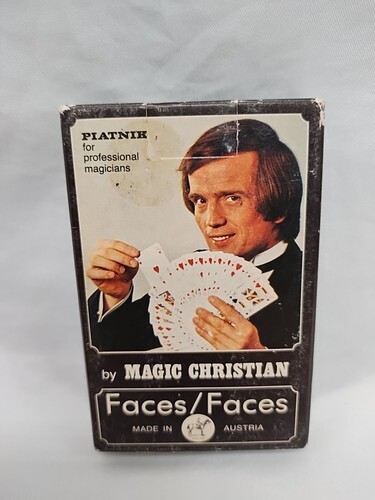 PIATNIK
for
professional
magicians
by MAGIC CHRISTIAN
Faces/Faces
MADE IN AUSTRIA